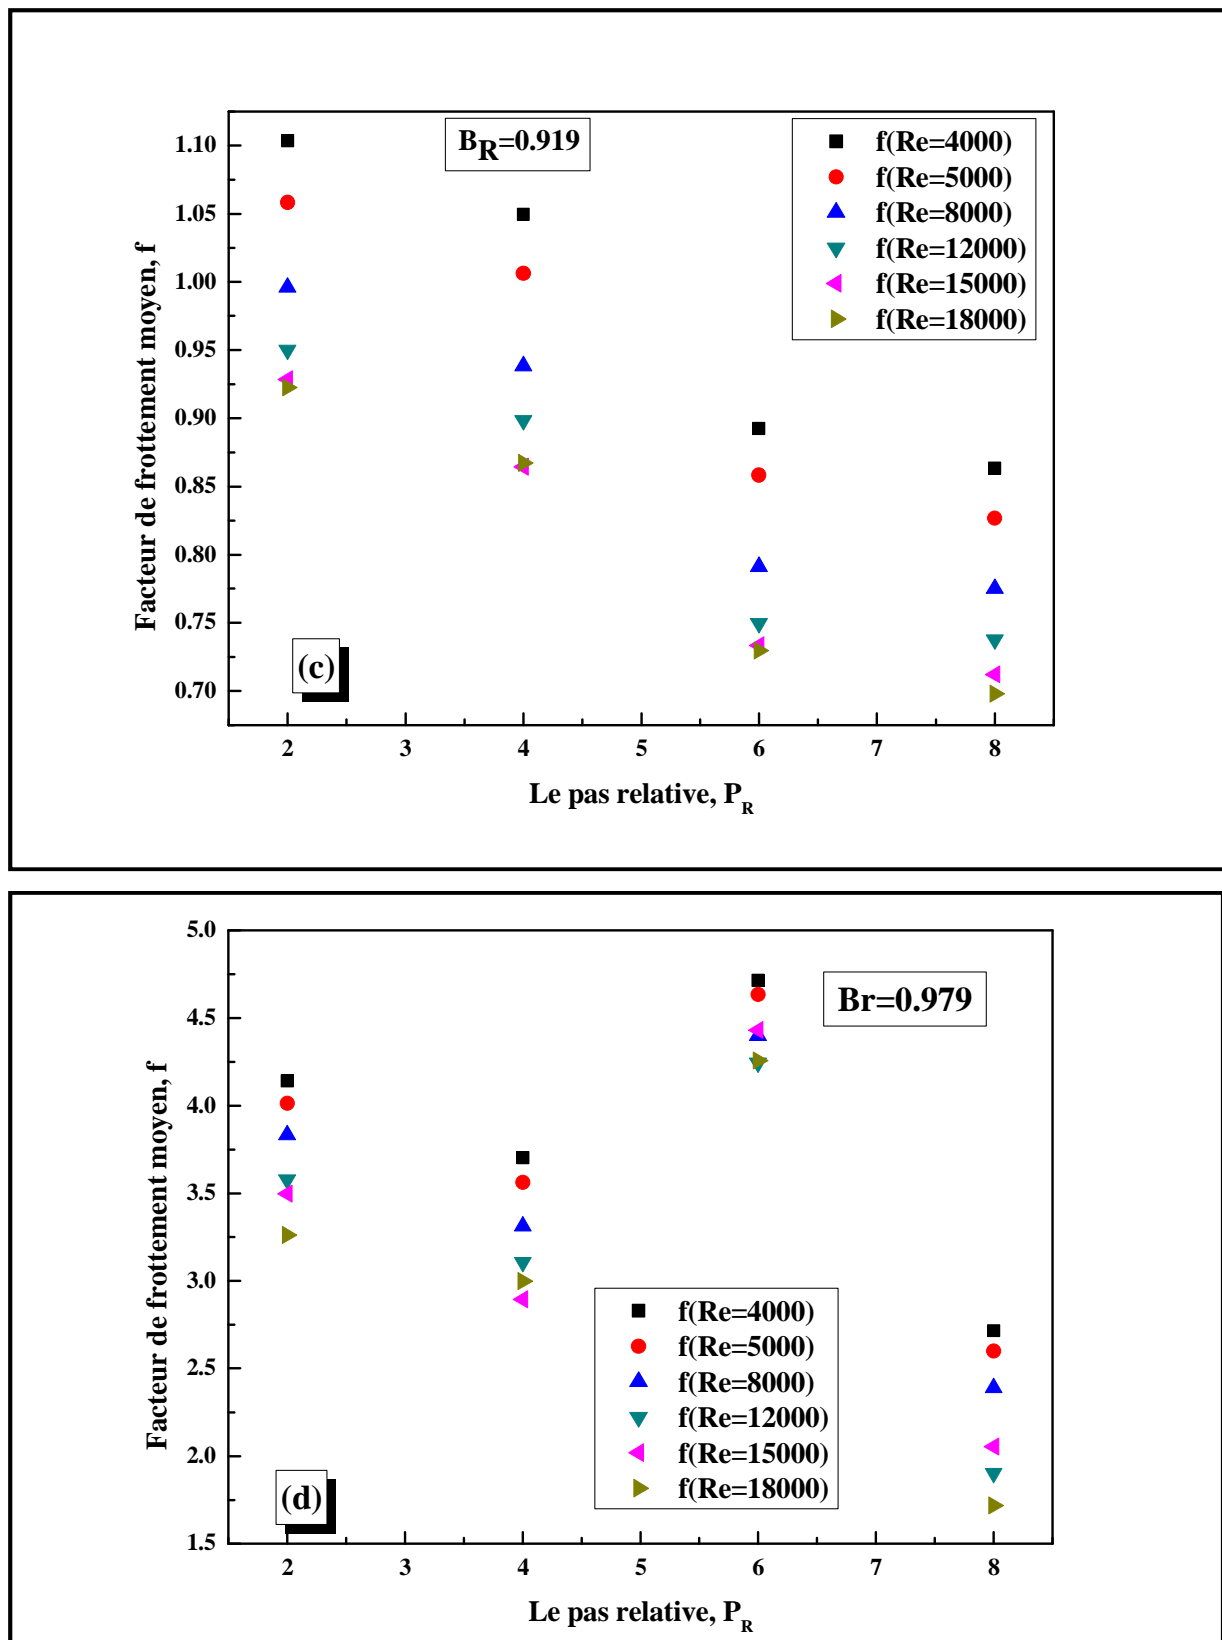 B_R=0.919
f(Re=4000)
f(Re=5000)
f(Re=8000)
f(Re=12000)
f(Re=15000)
f(Re=18000)
Facteur de frottement moyen, f
1.10
1.05
1.00
0.95
0.90
0.85
0.80
0.75
0.70
(c)
2 3 4 5 6 7 8
Le pas relative, P_R
Br=0.979
Facteur de frottement moyen, f
5.0
4.5
4.0
3.5
3.0
2.5
2.0
1.5
f(Re=4000)
f(Re=5000)
f(Re=8000)
f(Re=12000)
f(Re=15000)
f(Re=18000)
(d)
2 3 4 5 6 7 8
Le pas relative, P_R